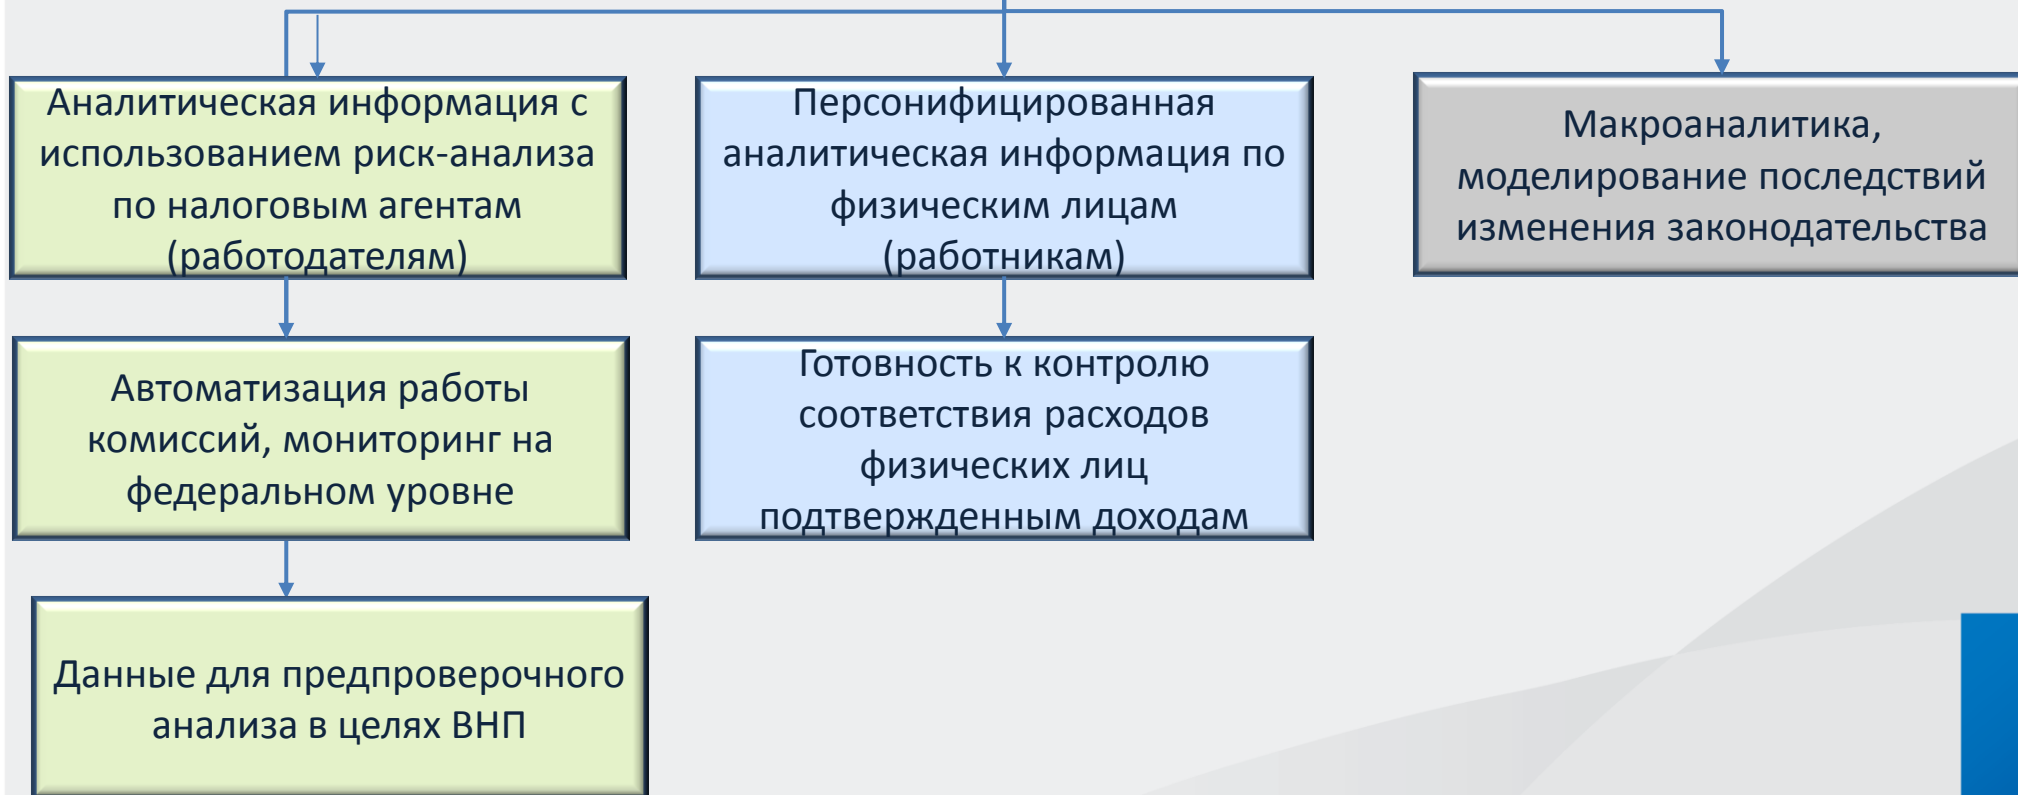 Аналитическая информация с
использованием риск-анализа
по налоговым агентам
(работодателям)
Персонифицированная
аналитическая информация по
физическим лицам
(работникам)
Макроаналитика,
моделирование последствий
изменения законодательства
Автоматизация работы
комиссий, мониторинг на
федеральном уровне
Готовность к контролю
соответствия расходов
физических лиц
подтвержденным доходам
Данные для предпроверочного
анализа в целях ВНП